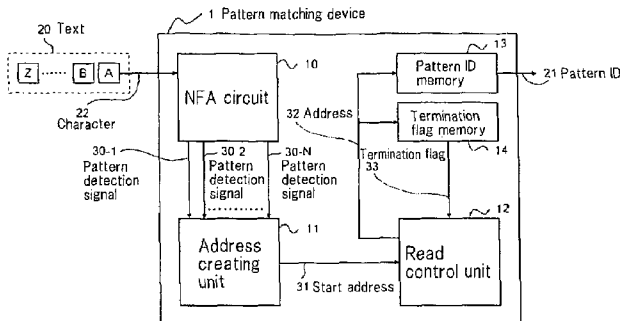 1 Pattern matching device
20 Text
Z ...... B A
22
Character
10
NFA circuit
13
Pattern ID
memory
21 Pattern ID
32 Address
Termination
flag memory
14
30-1
Pattern
detection
signal
30-2
Pattern
detection
signal
30-N
Pattern
detection
signal
Termination flag
33
11
Address
creating
unit
31 Start address
12
Read
control unit